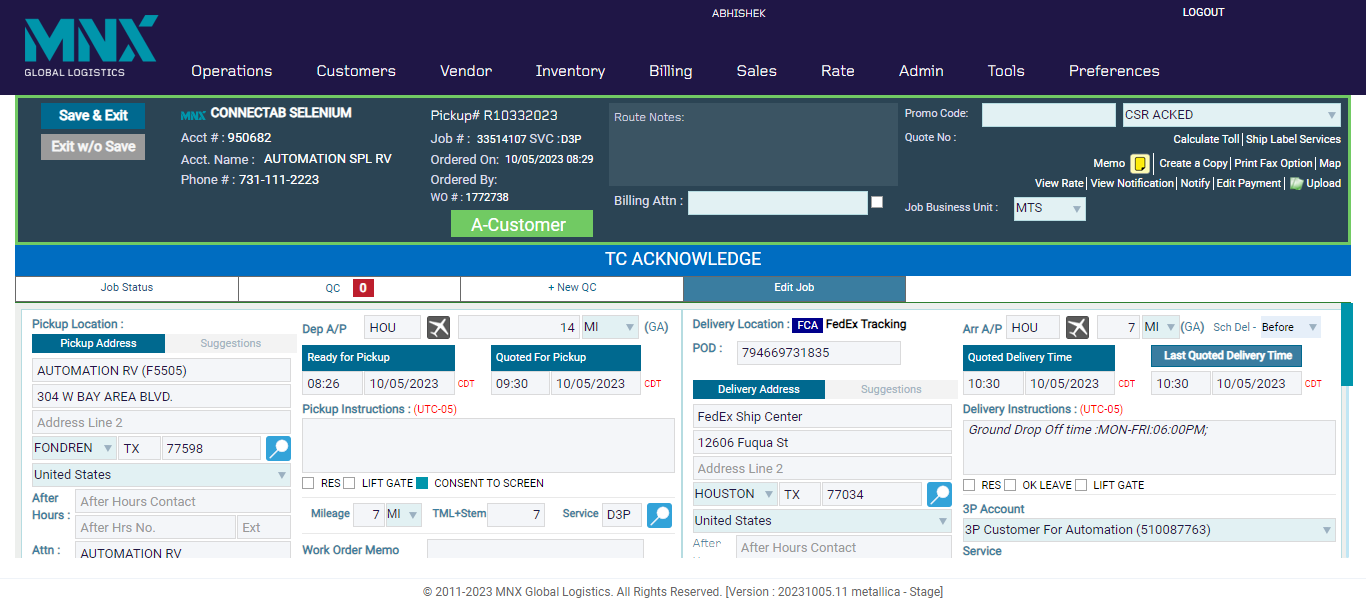 ABHISHEK
LOGOUT
MNX
GLOBAL LOGISTICS
Operations Customers Vendor Inventory Billing Sales Rate Admin Tools Preferences
Save & Exit
Exit w/o Save
MNX CONNECTAB SELENIUM
Acct # : 950682
Acct. Name : AUTOMATION SPL RV
Phone # : 731-111-2223
Pickup# R10332023
Job # : 33514107 SVC :D3P
Ordered On: 10/05/2023 08:29
Ordered By:
WO # : 1772738
A-Customer
Route Notes:
Billing Attn :
Promo Code:
CSR ACKED
Quote No :
Calculate Toll| Ship Label Services
Memo | Create a Copy| Print Fax Option| Map
View Rate| View Notification| Notify| Edit Payment| Upload
Job Business Unit :
MTS
TC ACKNOWLEDGE
Job Status
QC 0
+ New QC
Edit Job
Pickup Location :
Pickup Address
Suggestions
AUTOMATION RV (F5505)
304 W BAY AREA BLVD.
Address Line 2
FONDREN TX 77598
United States
After Hours :
After Hours Contact
After Hrs No.
Ext
Attn :
AUTOMATION RV
Dep A/P HOU 14 MI (GA)
Ready for Pickup
Quoted For Pickup
08:26 10/05/2023 CDT
09:30 10/05/2023 CDT
Pickup Instructions : (UTC-05)
RES LIFT GATE CONSENT TO SCREEN
Mileage 7 MI TML+Stem 7 Service D3P
Work Order Memo
Delivery Location : FCA FedEx Tracking
POD : 794669731835
Delivery Address
Suggestions
FedEx Ship Center
12606 Fuqua St
Address Line 2
HOUSTON TX 77034
United States
After
After Hours Contact
Arr A/P HOU 7 MI (GA) Sch Del - Before
Quoted Delivery Time
Last Quoted Delivery Time
10:30 10/05/2023 CDT
10:30 10/05/2023 CDT
Delivery Instructions : (UTC-05)
Ground Drop Off time :MON-FRI:06:00PM;
RES OK LEAVE LIFT GATE
3P Account
3P Customer For Automation (510087763)
Service
© 2011-2023 MNX Global Logistics. All Rights Reserved. [Version : 20231005.11 metallica - Stage]